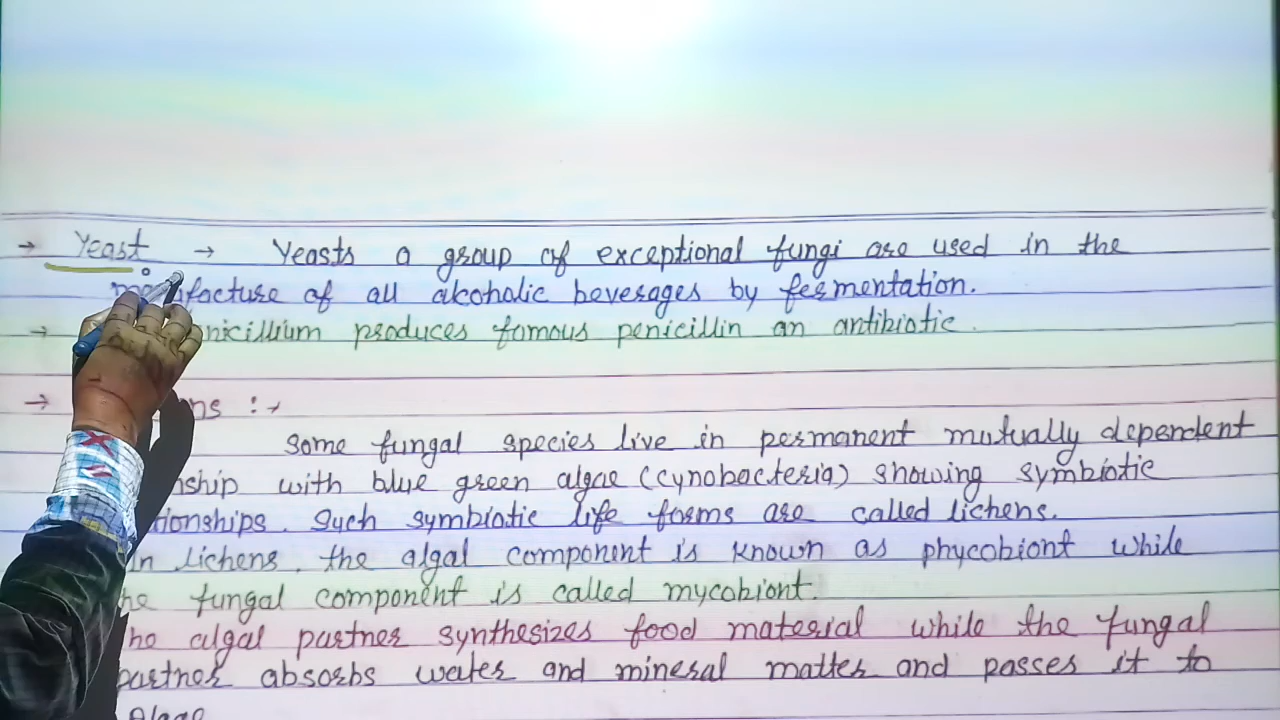 → Yeast → Yeasts a group of exceptional fungi are used in the
facture of all alcoholic beverages by fermentation.
→ nicillium produces famous penicillin an antibiotic.
→ ns :→
Some fungal species live in permanent mutually dependent
nship with blue green algae (cynobacteria) showing symbiotic
tionships. Such symbiotic life forms are called lichens.
In lichens, the algal component is known as phycobiont while
he fungal component is called mycobiont.
he algal partner synthesizes food material while the fungal
partner absorbs water and mineral matter and passes it to